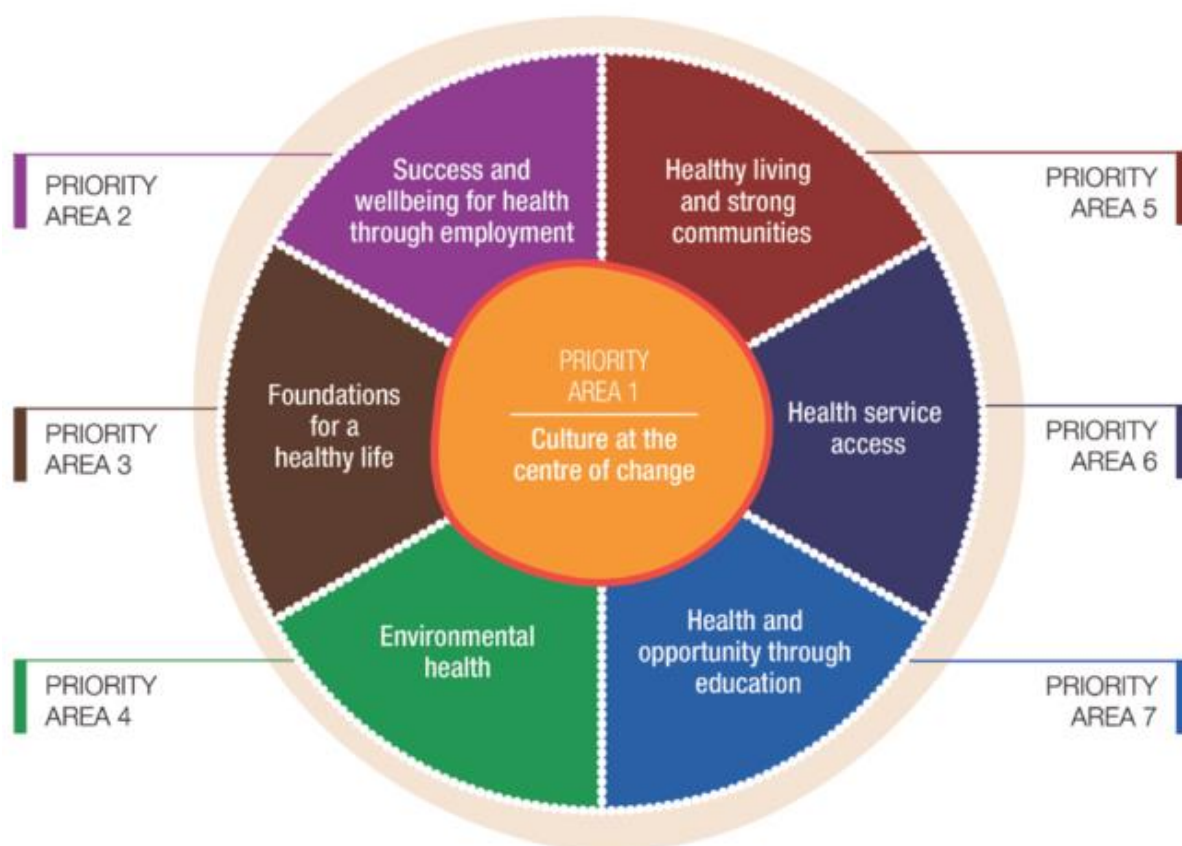 PRIORITY
AREA 2
Success and
wellbeing for health
through employment
Healthy living
and strong
communities
PRIORITY
AREA 5
PRIORITY
AREA 3
Foundations
for a
healthy life
PRIORITY
AREA 1
Culture at the
centre of change
Health service
access
PRIORITY
AREA 6
PRIORITY
AREA 4
Environmental
health
Health and
opportunity through
education
PRIORITY
AREA 7